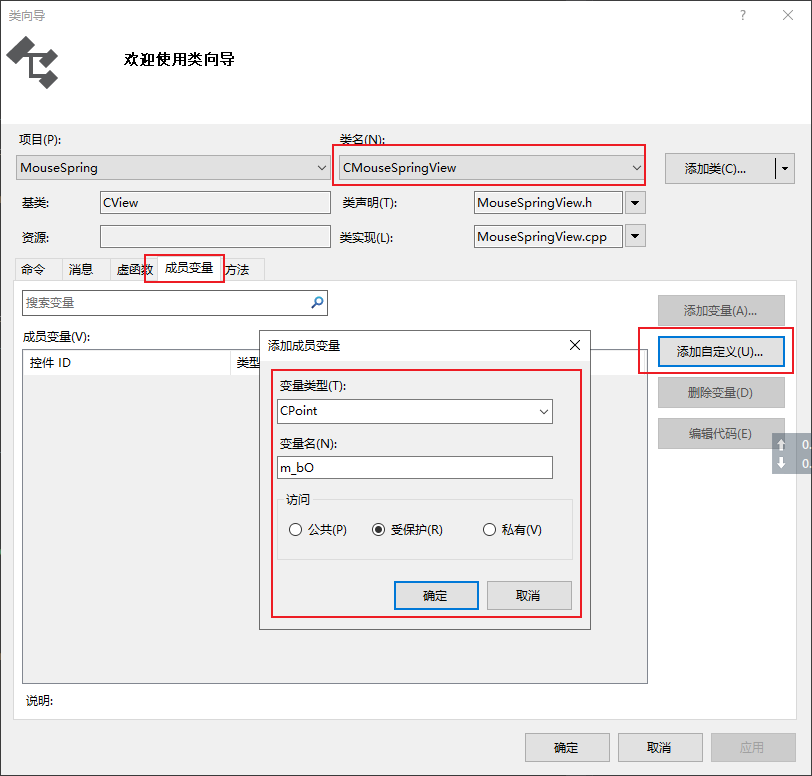 类向导
?
欢迎使用类向导
项目(P):
类名(N):
MouseSpring
CMouseSpringView
添加类(C)...
基类:
CView
类声明(T):
MouseSpringView.h
资源:
类实现(L):
MouseSpringView.cpp
命令
消息
虚函数
成员变量
方法
搜索变量
添加变量(A)...
成员变量(V):
控件 ID
类型
添加自定义(U)...
删除变量(D)
编辑代码(E)
0.
0.
添加成员变量
变量类型(T):
CPoint
变量名(N):
m_bO
访问
公共(P)
受保护(R)
私有(V)
确定
取消
说明:
确定
取消
应用